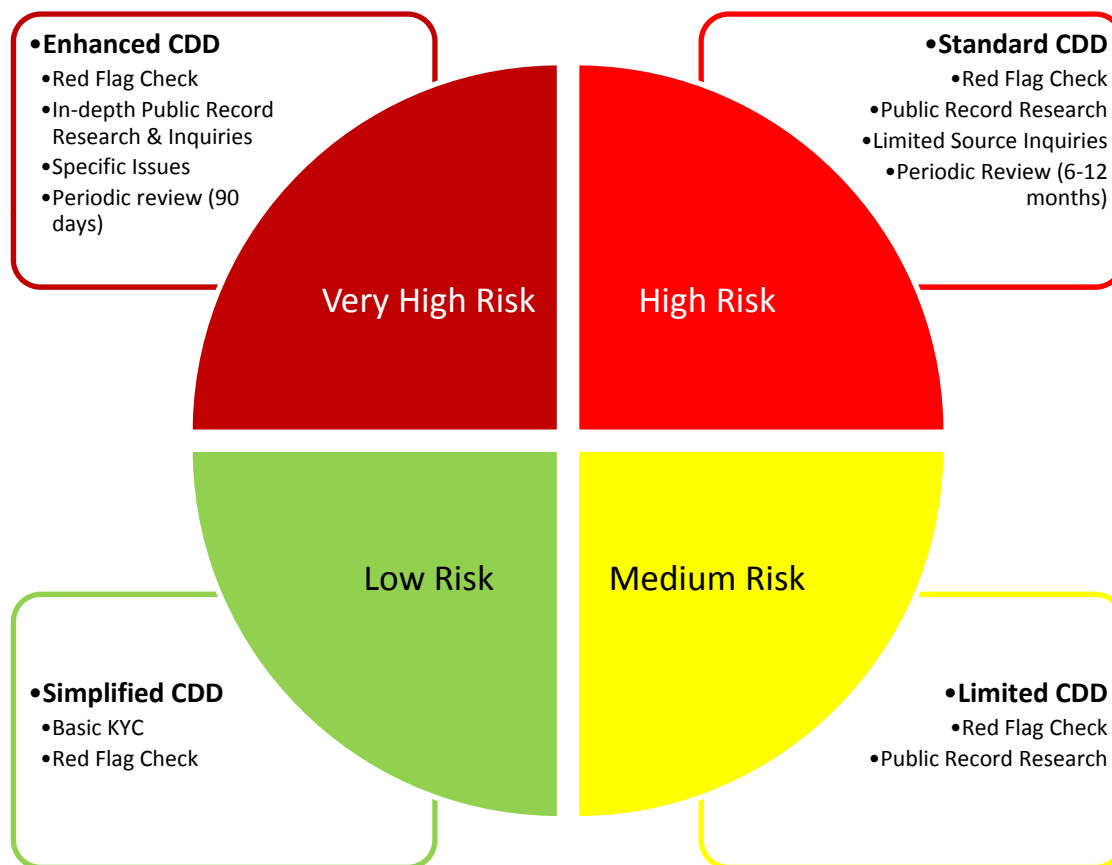 •Enhanced CDD
•Red Flag Check
•In-depth Public Record
Research & Inquiries
•Specific Issues
•Periodic review (90
days)
•Standard CDD
•Red Flag Check
•Public Record Research
•Limited Source Inquiries
•Periodic Review (6-12
months)
Very High Risk
High Risk
Low Risk
Medium Risk
•Simplified CDD
•Basic KYC
•Red Flag Check
•Limited CDD
•Red Flag Check
•Public Record Research